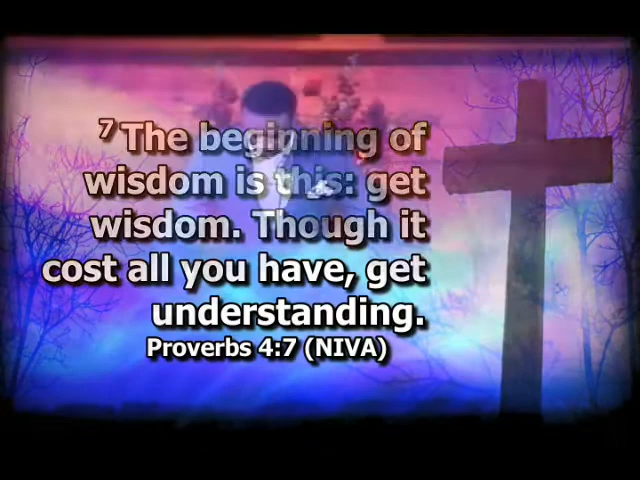 7 The beginning of
wisdom is this: get
wisdom. Though it
cost all you have, get
understanding.
Proverbs 4:7 (NIVA)